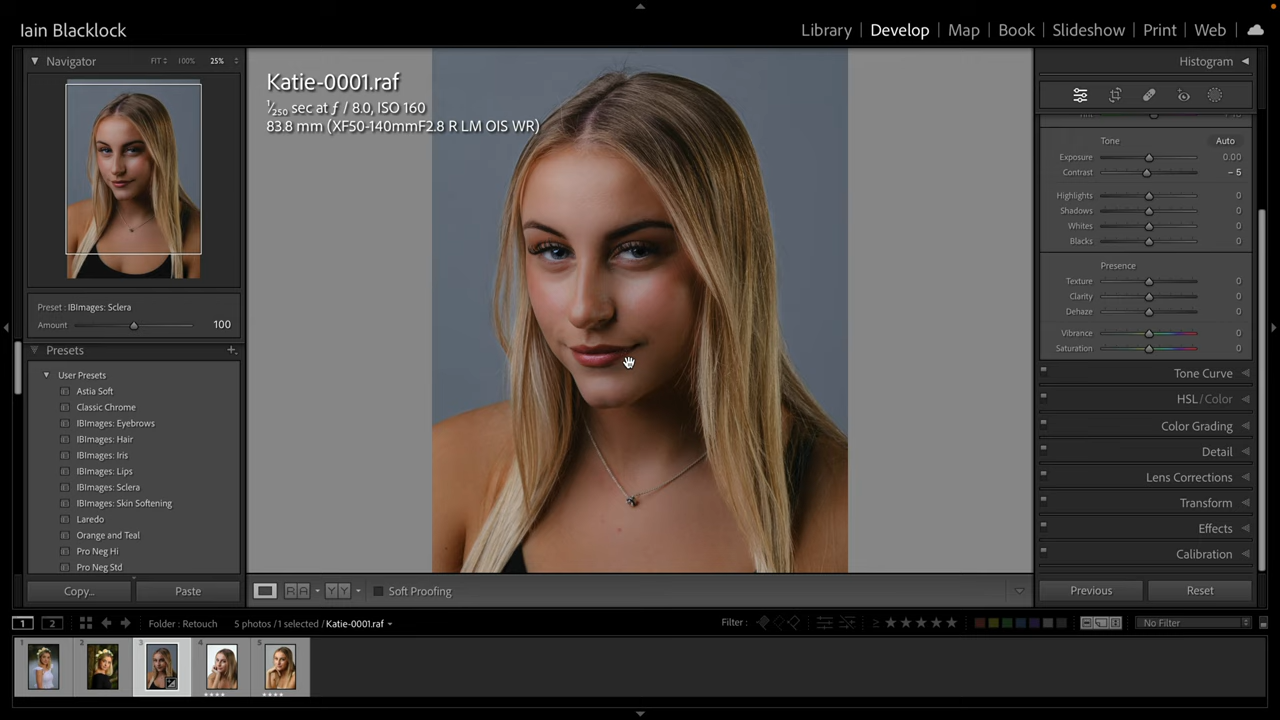 Iain Blacklock
Library | Develop | Map | Book | Slideshow | Print | Web
Navigator FIT 100% 25%
Preset : IBImages: Sclera
Amount 100
Presets
User Presets
Astia Soft
Classic Chrome
IBImages: Eyebrows
IBImages: Hair
IBImages: Iris
IBImages: Lips
IBImages: Sclera
IBImages: Skin Softening
Laredo
Orange and Teal
Pro Neg Hi
Pro Neg Std
Copy... Paste
Katie-0001.raf
1/250 sec at ƒ / 8.0, ISO 160
83.8 mm (XF50-140mmF2.8 R LM OIS WR)
Histogram
Tone Auto
Exposure 0.00
Contrast – 5
Highlights 0
Shadows 0
Whites 0
Blacks 0
Presence
Texture 0
Clarity 0
Dehaze 0
Vibrance 0
Saturation 0
Tone Curve
HSL / Color
Color Grading
Detail
Lens Corrections
Transform
Effects
Calibration
Previous Reset
Soft Proofing
1 2 Folder : Retouch 5 photos / 1 selected / Katie-0001.raf Filter : ≥ ★★★★★ No Filter
1 2 3 4 5